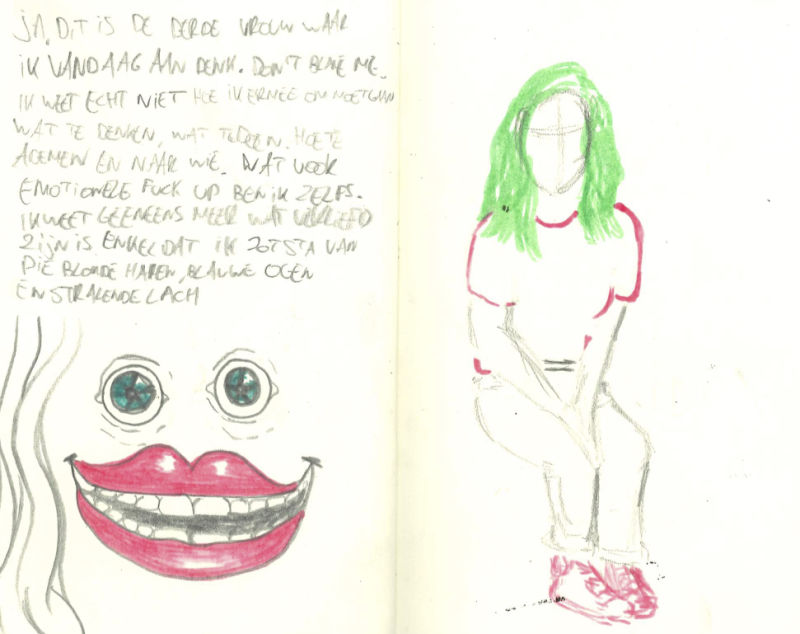 JA, DIT IS DE DERDE VROUW WAAR
IK VANDAAG AAN DENK. DON'T BLAME ME.
IK WEET ECHT NIET HOE IK ERMEE OM MOET GAAN
WAT TE DENKEN, WAT TE DOEN. HOE TE
ADEMEN EN NAAR WIE. WAT VOOR
EMOTIONELE FUCK UP BEN IK ZELFS.
IK WEET GEENEENS MEER WAT VERLIEFD
ZIJN IS. ENKEL DAT IK ZOT STA VAN
DIE BLONDE HAREN, BLAUWE OGEN
EN STRALENDE LACH